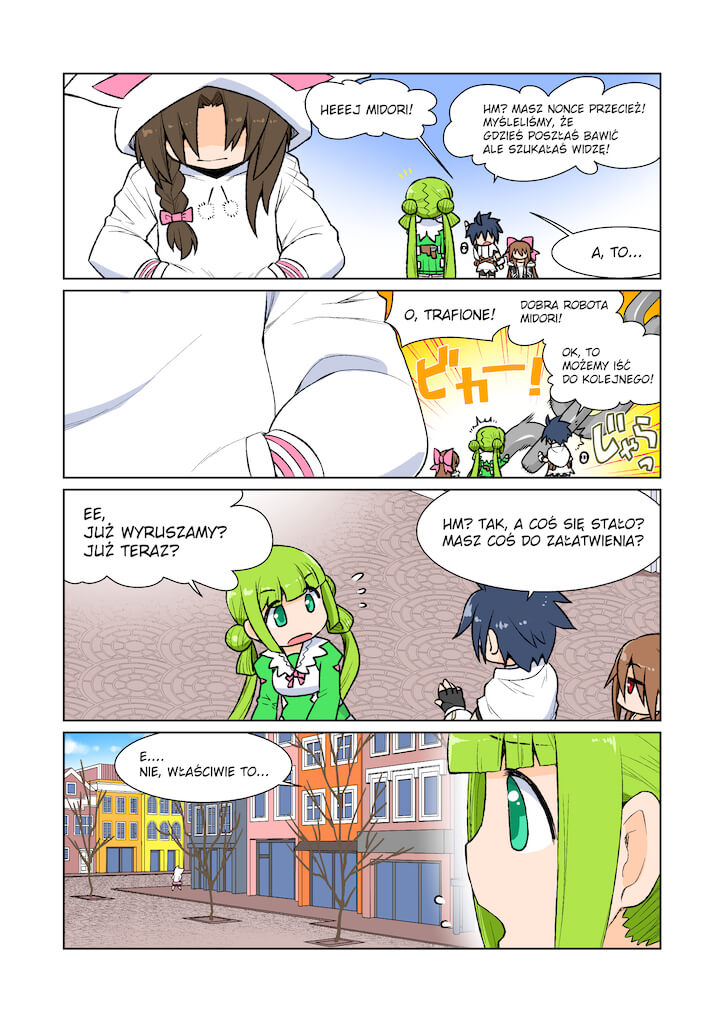 HEEEJ MIDORI!
HM? MASZ NONCE PRZECIEŻ!
MYŚLELIŚMY, ŻE
GDZIEŚ POSZŁAŚ BAWIĆ
ALE SZUKAŁAŚ WIDZĘ!
A, TO...
O, TRAFIONE!
DOBRA ROBOTA
MIDORI!
OK, TO
MOŻEMY IŚĆ
DO KOLEJNEGO!
ビカー!
じゃらっ
EE,
JUŻ WYRUSZAMY?
JUŻ TERAZ?
HM? TAK, A COŚ SIĘ STAŁO?
MASZ COŚ DO ZAŁATWIENIA?
E....
NIE, WŁAŚCIWIE TO...